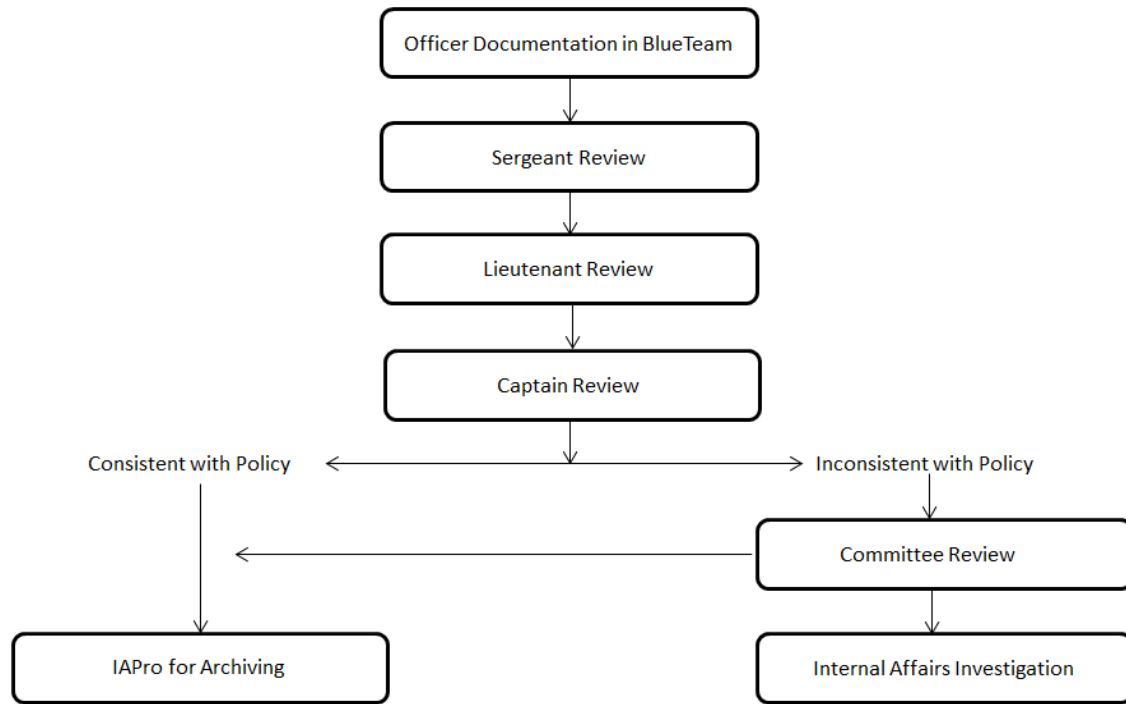 Officer Documentation in BlueTeam
Sergeant Review
Lieutenant Review
Captain Review
Consistent with Policy
Inconsistent with Policy
Committee Review
IAPro for Archiving
Internal Affairs Investigation